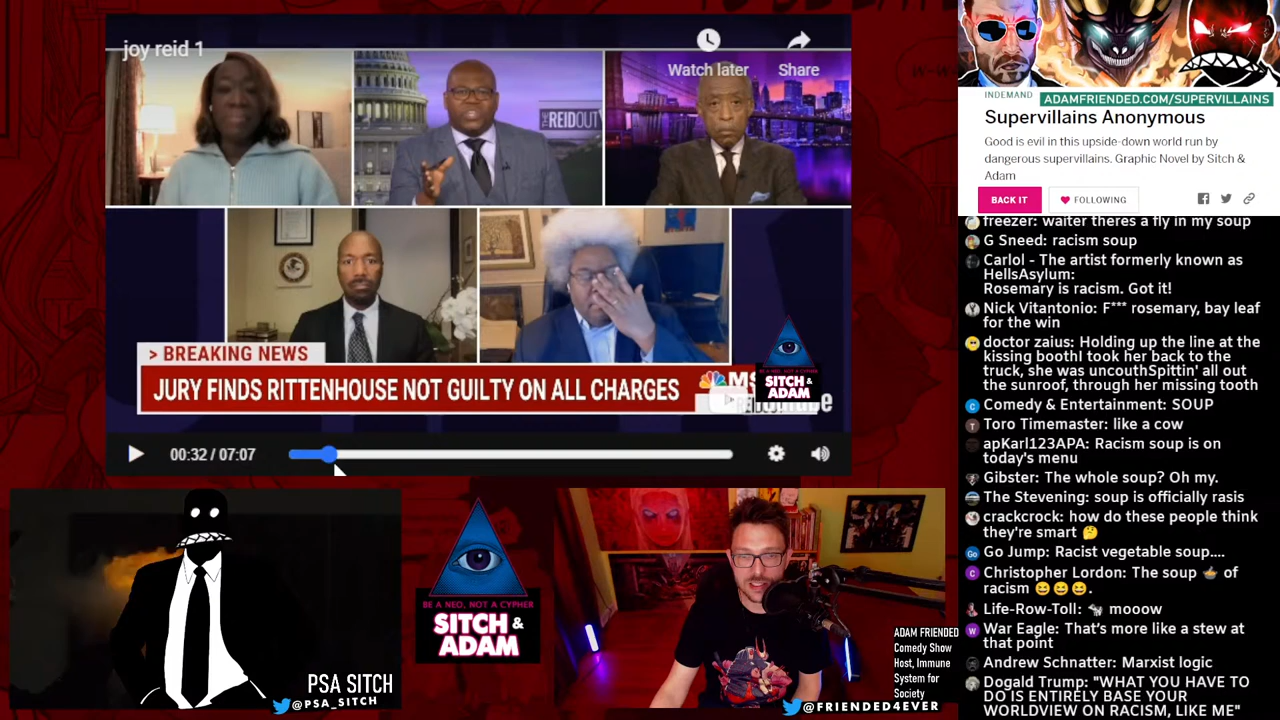 joy reid 1
Watch later
Share
THE REIDOUT
> BREAKING NEWS
JURY FINDS RITTENHOUSE NOT GUILTY ON ALL CHARGES
SITCH &
ADAM
00:32 / 07:07
BE A NEO, NOT A CYPHER
SITCH &
ADAM
PSA SITCH
@PSA_SITCH
ADAM FRIENDED
Comedy Show
Host, Immune
System for
Society
@FRIENDED4EVER
INDEMAND
ADAMFRIENDED.COM/SUPERVILLAINS
Supervillains Anonymous
Good is evil in this upside-down world run by
dangerous supervillains. Graphic Novel by Sitch &
Adam
BACK IT
FOLLOWING
freezer: waiter theres a fly in my soup
G Sneed: racism soup
Carlol - The artist formerly known as
HellsAsylum:
Rosemary is racism. Got it!
Nick Vitantonio: F*** rosemary, bay leaf
for the win
doctor zaius: Holding up the line at the
kissing boothI took her back to the
truck, she was uncouthSpittin' all out
the sunroof, through her missing tooth
Comedy & Entertainment: SOUP
Toro Timemaster: like a cow
apKarl123APA: Racism soup is on
today's menu
Gibster: The whole soup? Oh my.
The Stevening: soup is officially rasis
crackcrock: how do these people think
they're smart 🤔
Go Jump: Racist vegetable soup....
Christopher Lordon: The soup 🍲 of
racism 😆😆😆.
Life-Row-Toll: 🐄 mooow
War Eagle: That's more like a stew at
that point
Andrew Schnatter: Marxist logic
Dogald Trump: "WHAT YOU HAVE TO
DO IS ENTIRELY BASE YOUR
WORLDVIEW ON RACISM, LIKE ME"